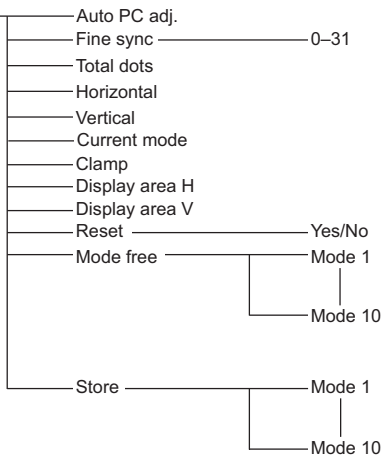 Auto PC adj.
Fine sync 0–31
Total dots
Horizontal
Vertical
Current mode
Clamp
Display area H
Display area V
Reset Yes/No
Mode free Mode 1
Mode 10
Store Mode 1
Mode 10